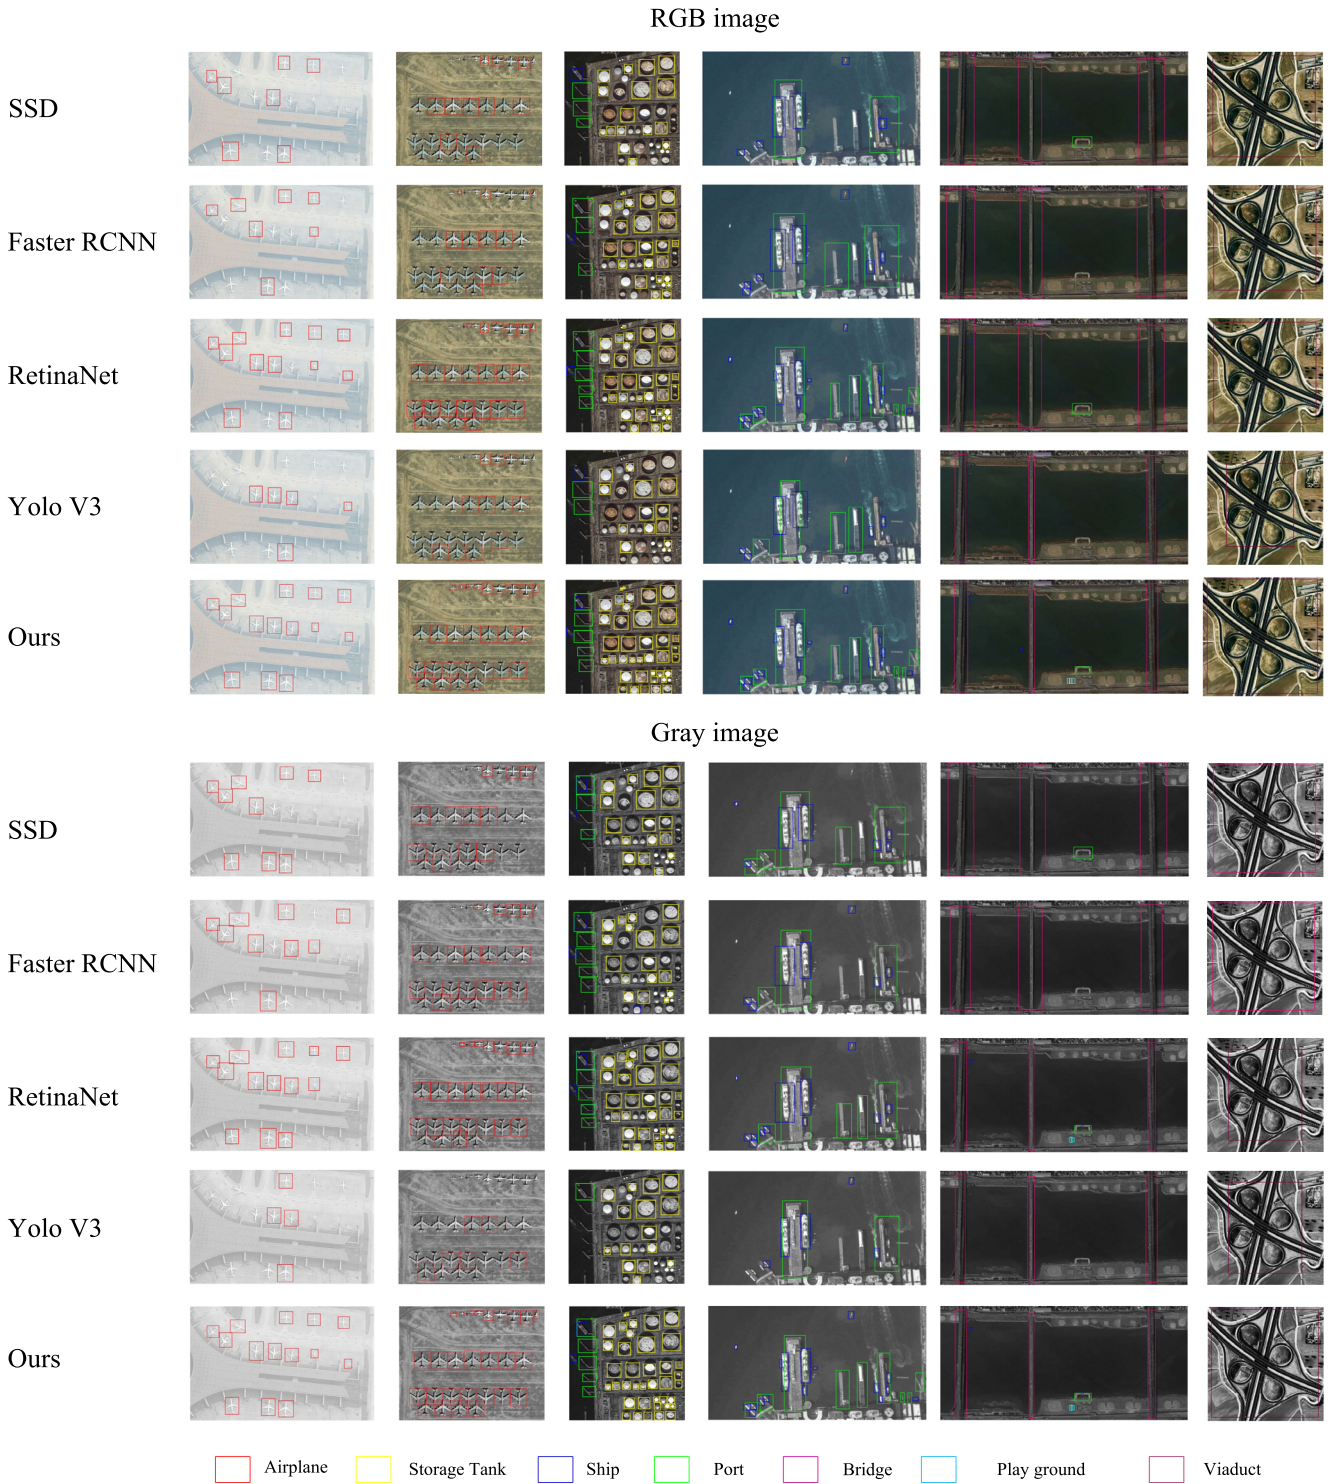 RGB image
SSD
Faster RCNN
RetinaNet
Yolo V3
Ours
Gray image
SSD
Faster RCNN
RetinaNet
Yolo V3
Ours
Airplane Storage Tank Ship Port Bridge Play ground Viaduct